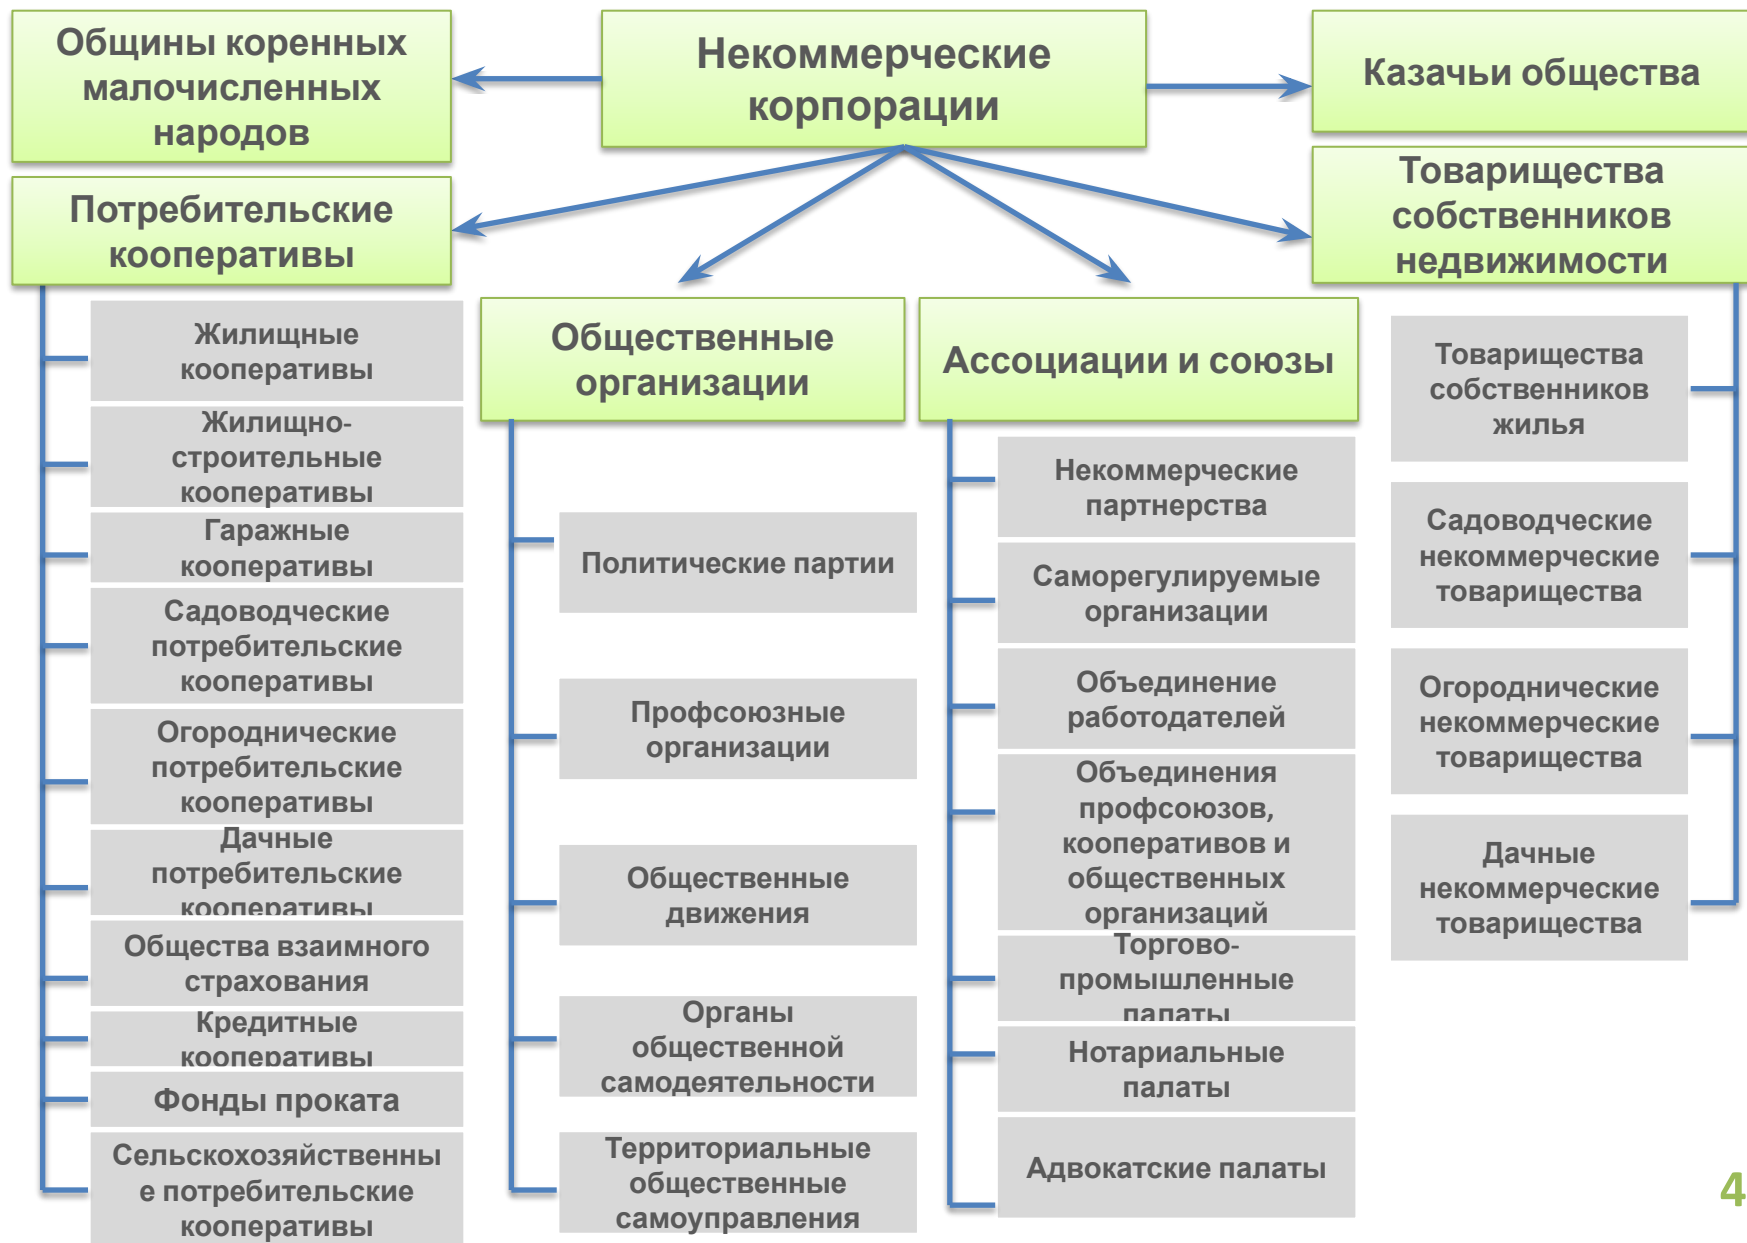 Общины коренных
малочисленных
народов
Некоммерческие
корпорации
Казачьи общества
Потребительские
кооперативы
Товарищества
собственников
недвижимости
Жилищные
кооперативы
Жилищно-
строительные
кооперативы
Гаражные
кооперативы
Садоводческие
потребительские
кооперативы
Огороднические
потребительские
кооперативы
Дачные
потребительские
кооперативы
Общества взаимного
страхования
Кредитные
кооперативы
Фонды проката
Сельскохозяйственны
е потребительские
кооперативы
Общественные
организации
Политические партии
Профсоюзные
организации
Общественные
движения
Органы
общественной
самодеятельности
Территориальные
общественные
самоуправления
Ассоциации и союзы
Некоммерческие
партнерства
Саморегулируемые
организации
Объединение
работодателей
Объединения
профсоюзов,
кооперативов и
общественных
организаций
Торгово-
промышленные
палаты
Нотариальные
палаты
Адвокатские палаты
Товарищества
собственников
жилья
Садоводческие
некоммерческие
товарищества
Огороднические
некоммерческие
товарищества
Дачные
некоммерческие
товарищества
4